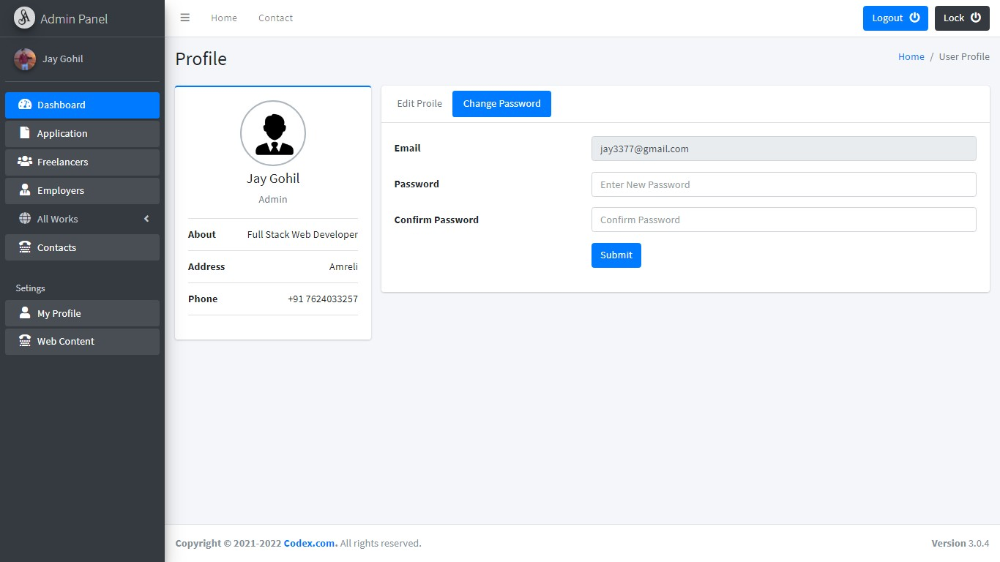 Admin Panel
Home
Contact
Logout
Lock
Jay Gohil
Dashboard
Application
Freelancers
Employers
All Works
Contacts
Setings
My Profile
Web Content
Profile
Home / User Profile
Jay Gohil
Admin
About Full Stack Web Developer
Address Amreli
Phone +91 7624033257
Edit Proile
Change Password
Email jay3377@gmail.com
Password Enter New Password
Confirm Password Confirm Password
Submit
Copyright © 2021-2022 Codex.com. All rights reserved.
Version 3.0.4